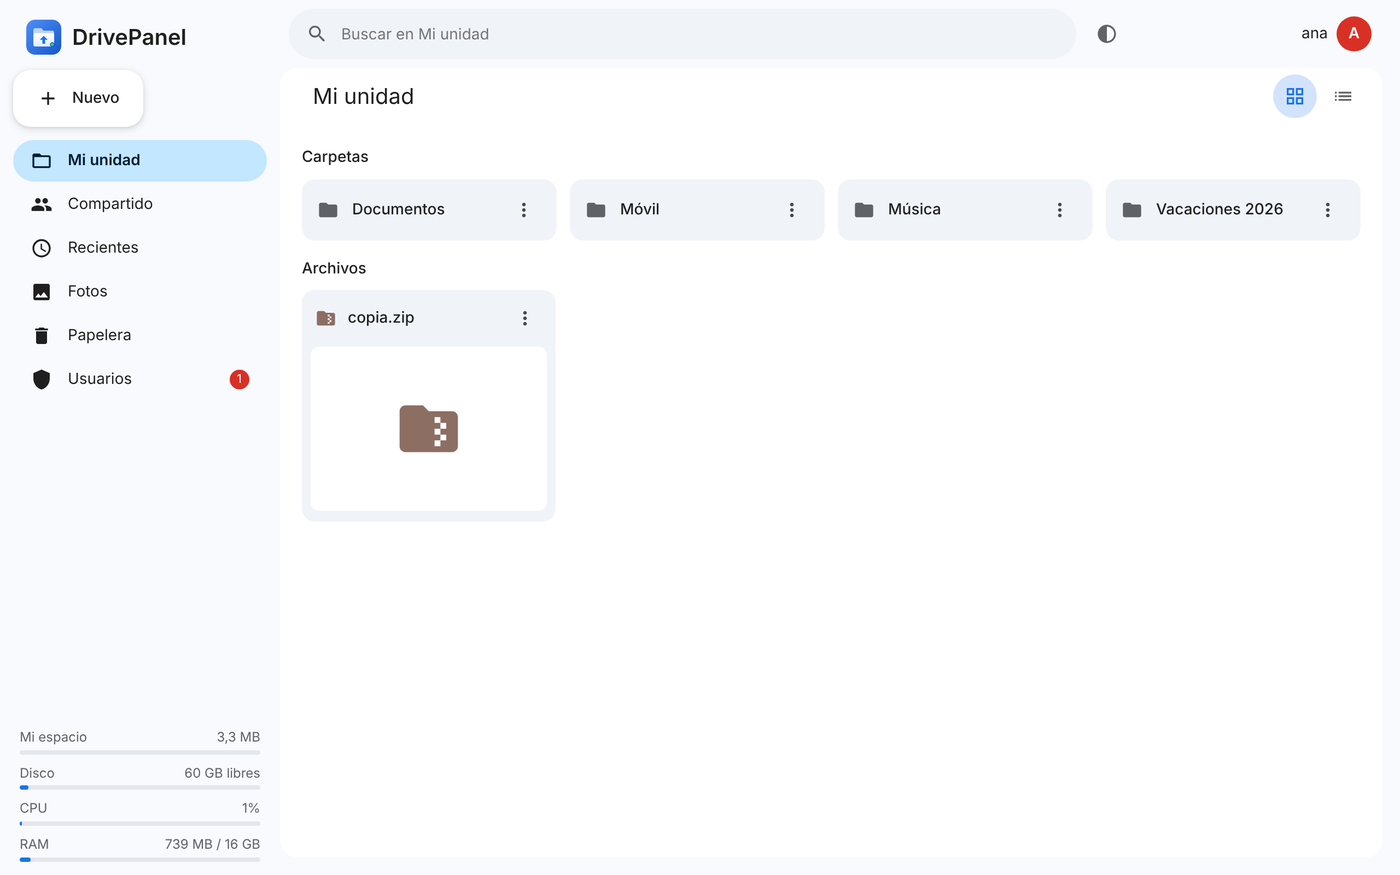 DrivePanel
Buscar en Mi unidad
ana
A
Nuevo
Mi unidad
Compartido
Recientes
Fotos
Papelera
Usuarios
1
Mi espacio 3,3 MB
Disco 60 GB libres
CPU 1%
RAM 739 MB / 16 GB
Mi unidad
Carpetas
Documentos
Móvil
Música
Vacaciones 2026
Archivos
copia.zip